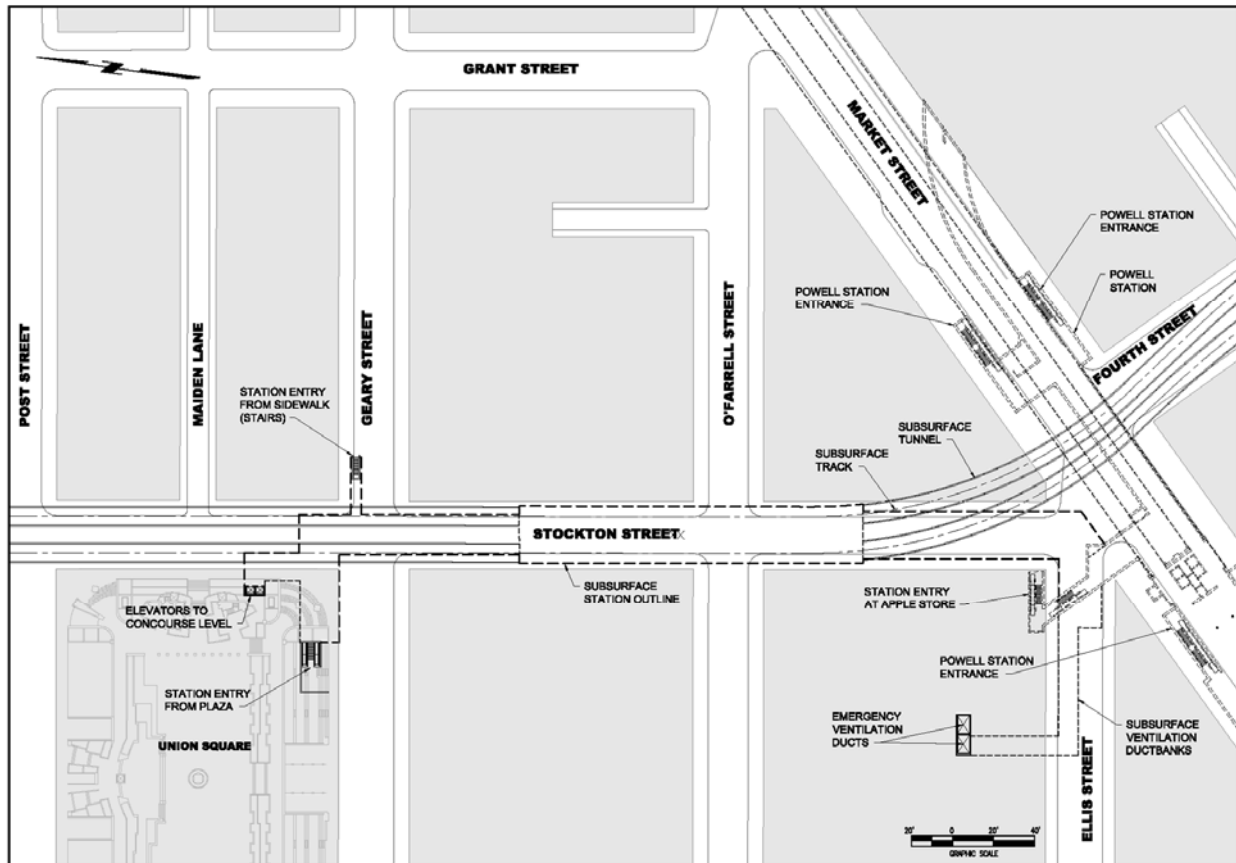 GRANT STREET
MARKET STREET
POWELL STATION
ENTRANCE
POWELL
STATION
POWELL STATION
ENTRANCE
FOURTH STREET
POST STREET
MAIDEN LANE
GEARY STREET
O'FARRELL STREET
STATION ENTRY
FROM SIDEWALK
(STAIRS)
SUBSURFACE
TUNNEL
SUBSURFACE
TRACK
STOCKTON STREET
SUBSURFACE
STATION OUTLINE
STATION ENTRY
AT APPLE STORE
ELEVATORS TO
CONCOURSE LEVEL
POWELL STATION
ENTRANCE
STATION ENTRY
FROM PLAZA
UNION SQUARE
EMERGENCY
VENTILATION
DUCTS
SUBSURFACE
VENTILATION
DUCTBANKS
ELLIS STREET
20' 0 20' 40'
GRAPHIC SCALE